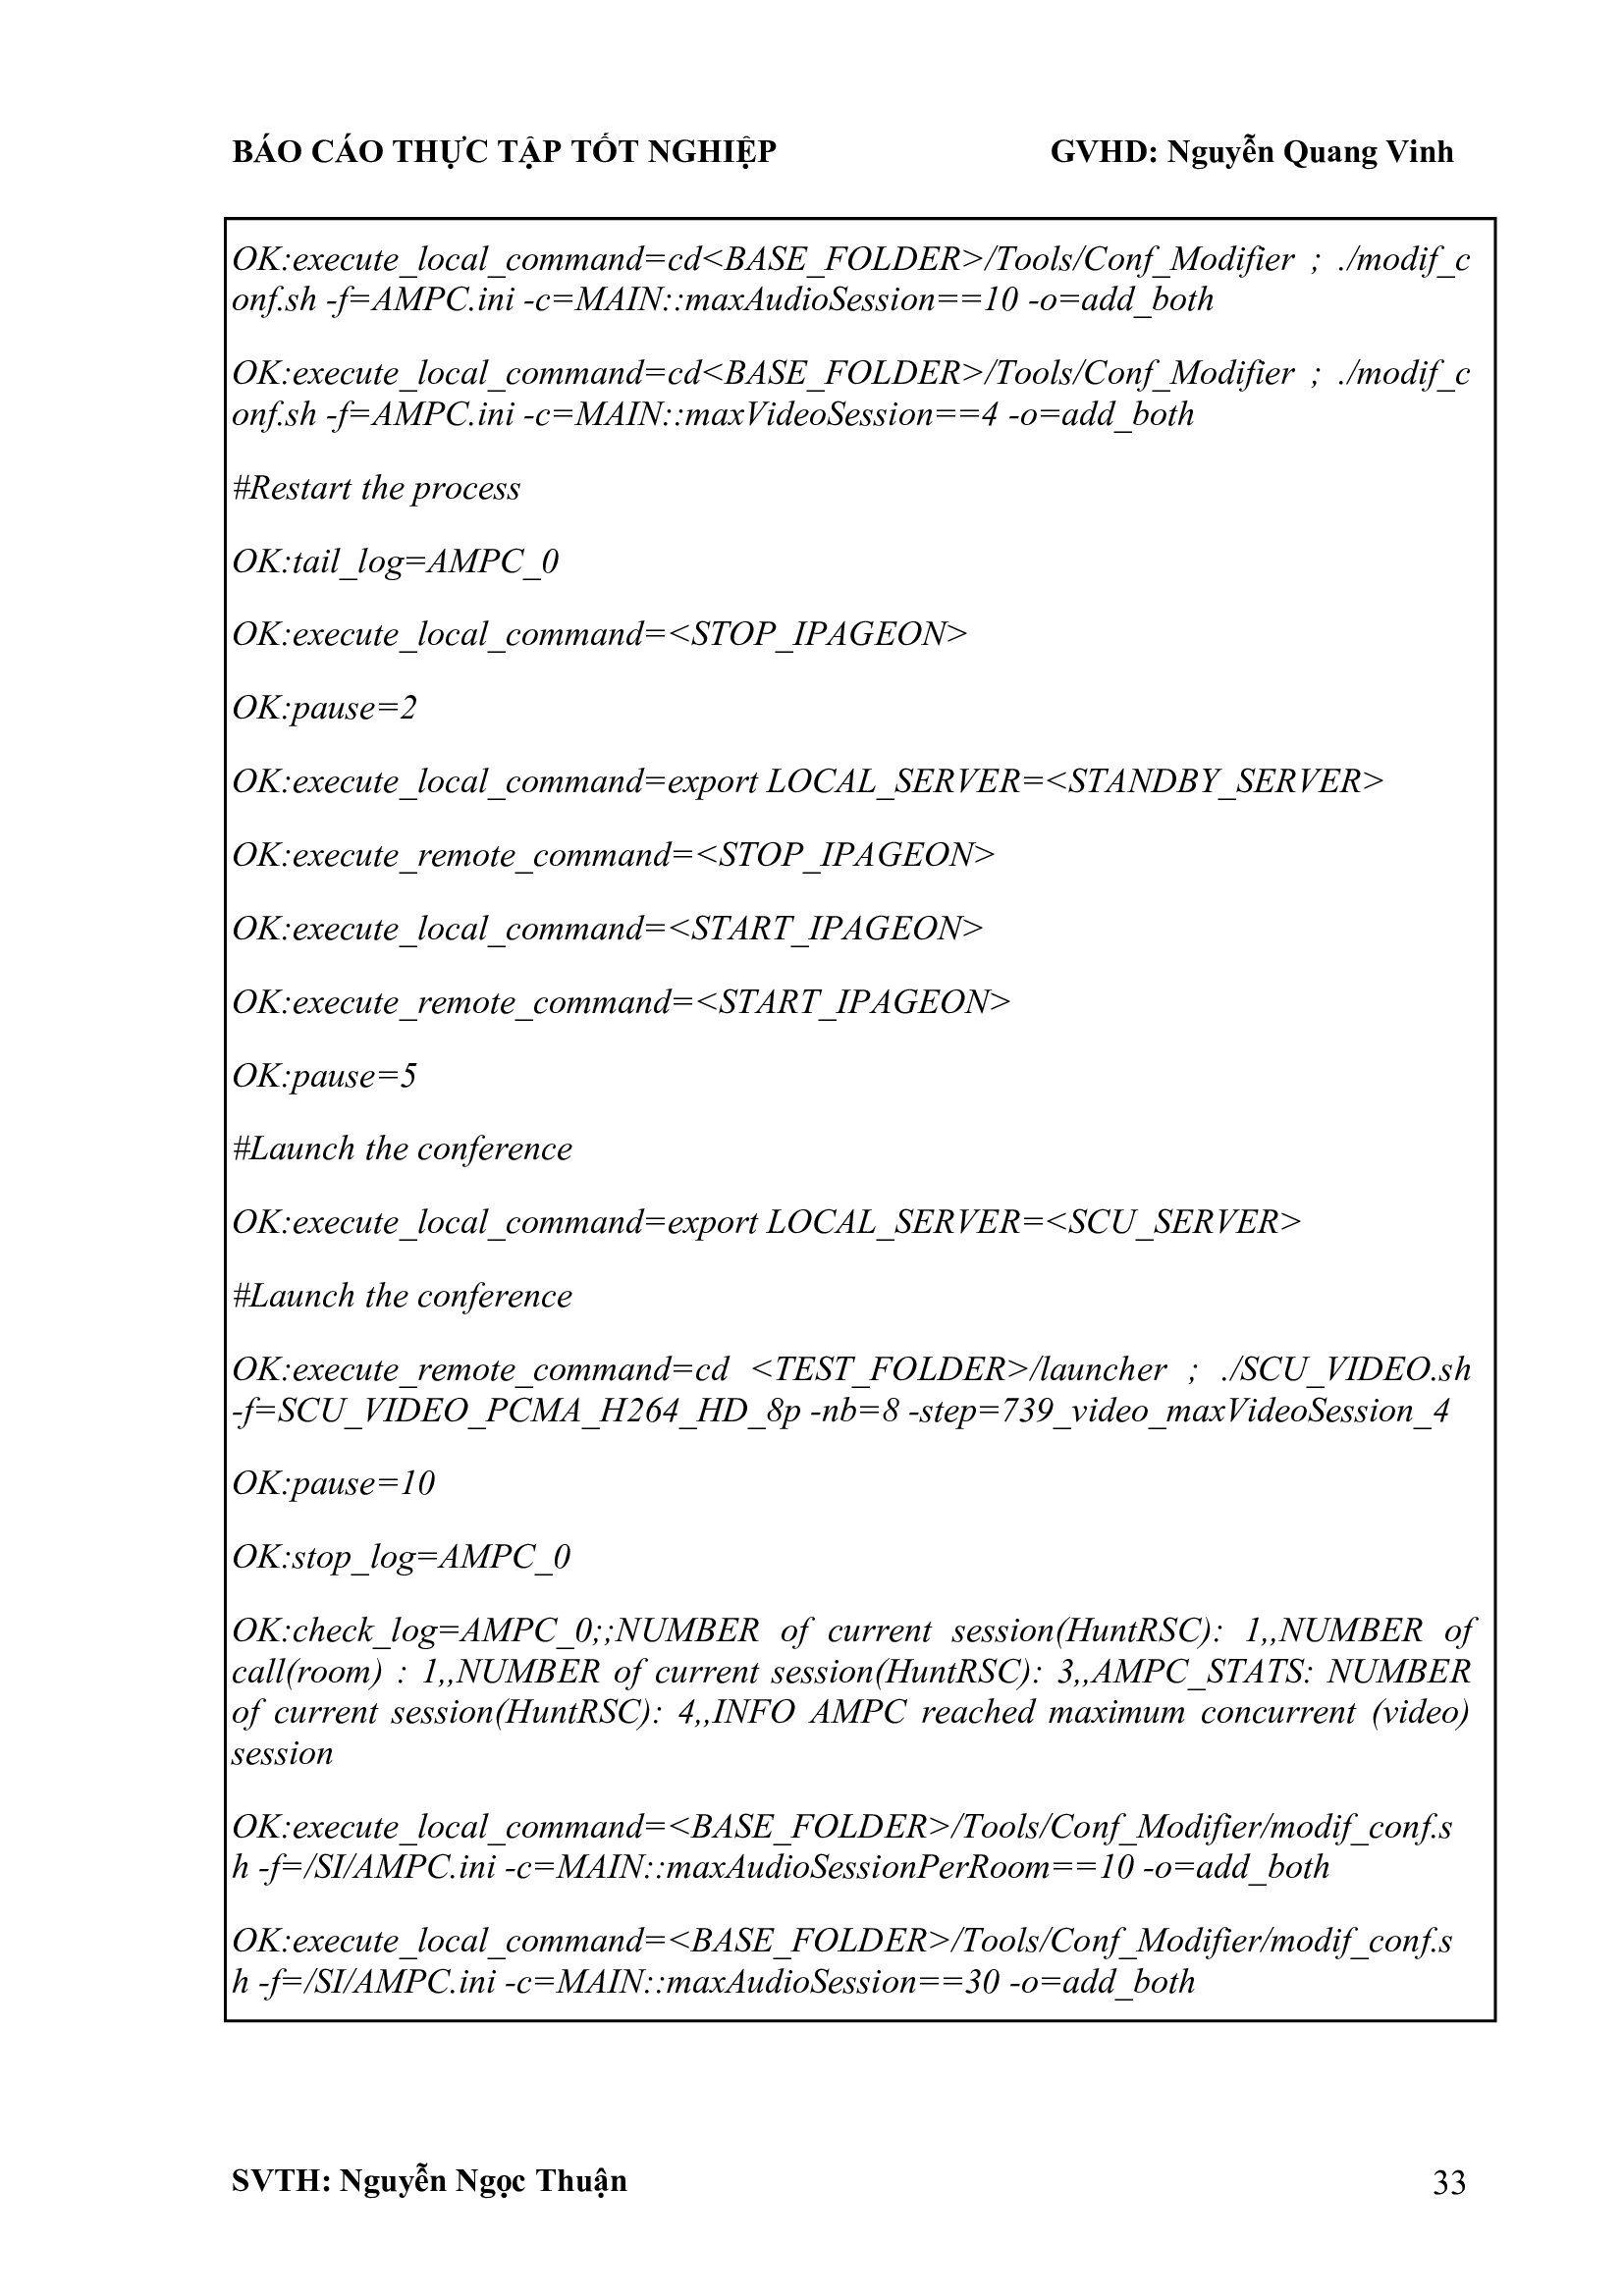 BÁO CÁO THỰC TẬP TỐT NGHIỆP GVHD: Nguyễn Quang Vinh
OK:execute_local_command=cd<BASE_FOLDER>/Tools/Conf_Modifier ; ./modif_c
onf.sh -f=AMPC.ini -c=MAIN::maxAudioSession==10 -o=add_both
OK:execute_local_command=cd<BASE_FOLDER>/Tools/Conf_Modifier ; ./modif_c
onf.sh -f=AMPC.ini -c=MAIN::maxVideoSession==4 -o=add_both
#Restart the process
OK:tail_log=AMPC_0
OK:execute_local_command=<STOP_IPAGEON>
OK:pause=2
OK:execute_local_command=export LOCAL_SERVER=<STANDBY_SERVER>
OK:execute_remote_command=<STOP_IPAGEON>
OK:execute_local_command=<START_IPAGEON>
OK:execute_remote_command=<START_IPAGEON>
OK:pause=5
#Launch the conference
OK:execute_local_command=export LOCAL_SERVER=<SCU_SERVER>
#Launch the conference
OK:execute_remote_command=cd <TEST_FOLDER>/launcher ; ./SCU_VIDEO.sh
-f=SCU_VIDEO_PCMA_H264_HD_8p -nb=8 -step=739_video_maxVideoSession_4
OK:pause=10
OK:stop_log=AMPC_0
OK:check_log=AMPC_0;;NUMBER of current session(HuntRSC): 1,,NUMBER of
call(room) : 1,,NUMBER of current session(HuntRSC): 3,,AMPC_STATS: NUMBER
of current session(HuntRSC): 4,,INFO AMPC reached maximum concurrent (video)
session
OK:execute_local_command=<BASE_FOLDER>/Tools/Conf_Modifier/modif_conf.s
h -f=/SI/AMPC.ini -c=MAIN::maxAudioSessionPerRoom==10 -o=add_both
OK:execute_local_command=<BASE_FOLDER>/Tools/Conf_Modifier/modif_conf.s
h -f=/SI/AMPC.ini -c=MAIN::maxAudioSession==30 -o=add_both
SVTH: Nguyễn Ngọc Thuận 33